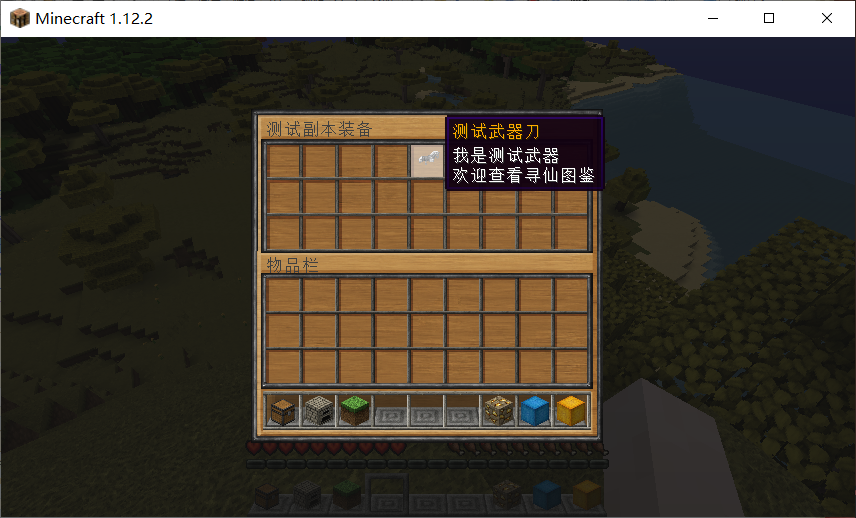 Minecraft 1.12.2
测试副本装备
测试武器刀
我是测试武器
欢迎查看寻仙图鉴
物品栏